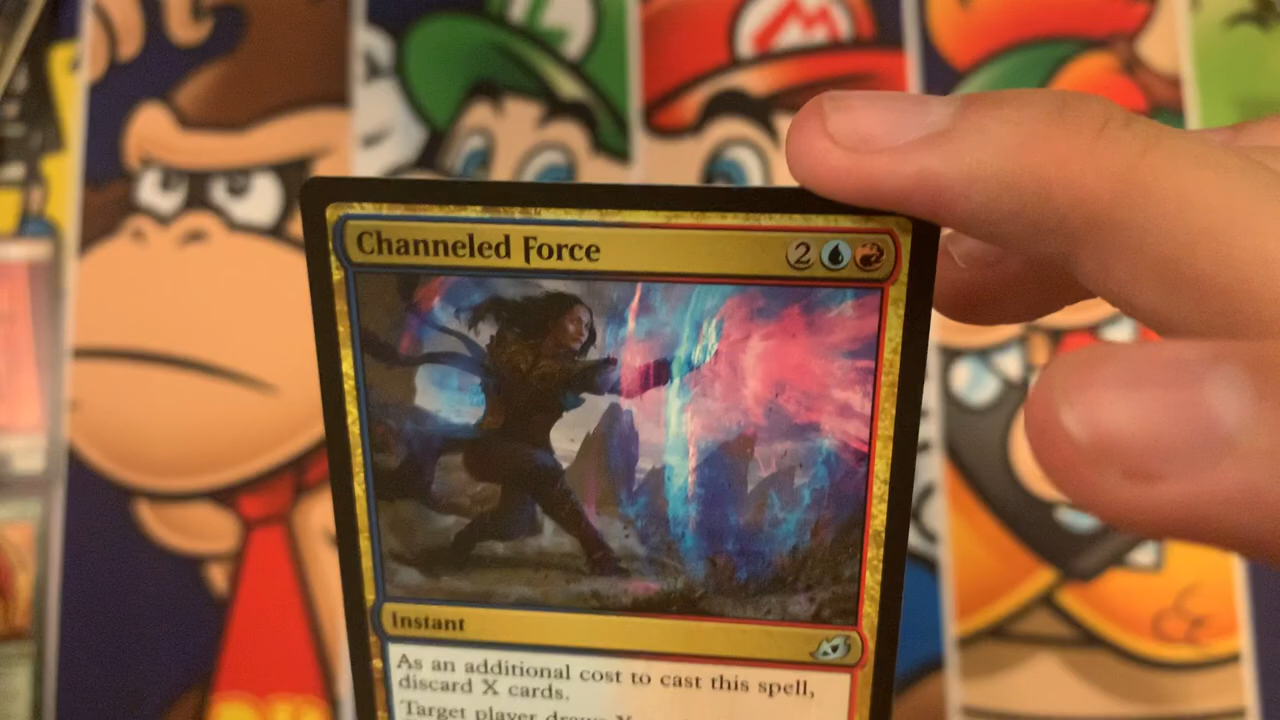 Channeled Force 2
Instant
As an additional cost to cast this spell,
discard X cards.
Target player draws X